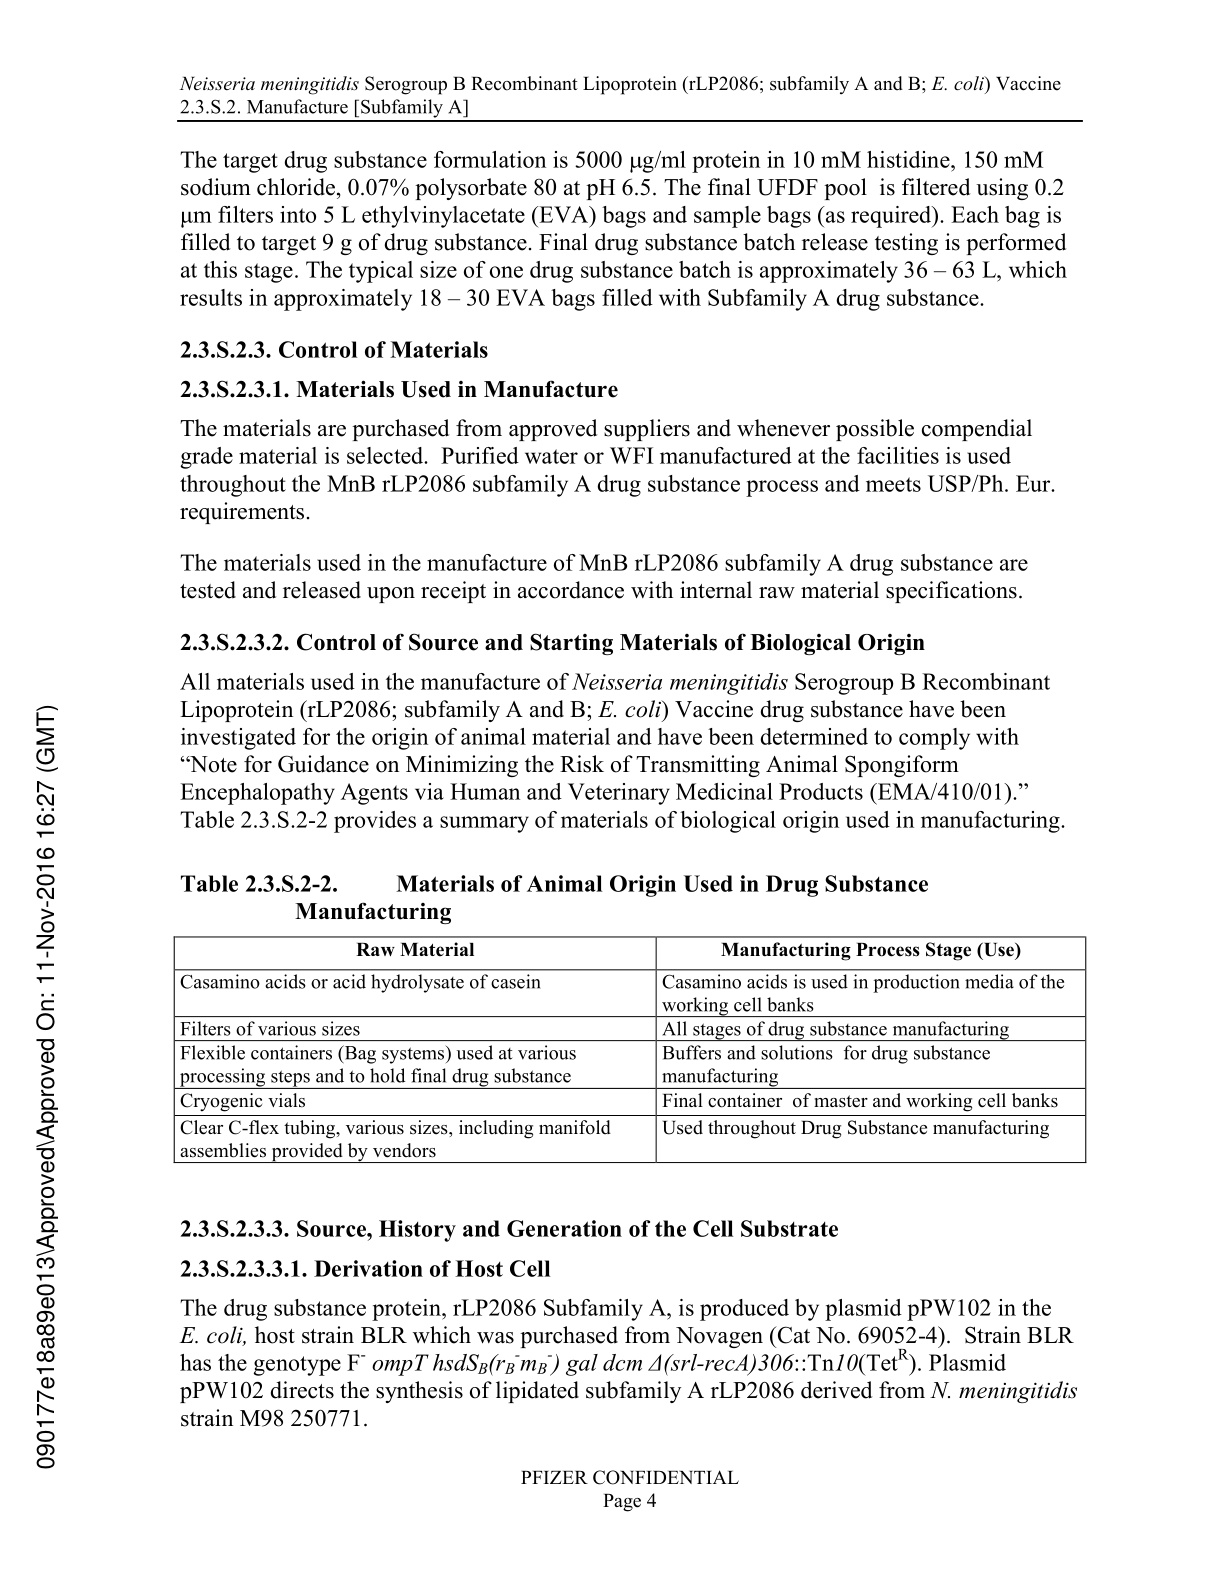 Neisseria meningitidis Serogroup B Recombinant Lipoprotein (rLP2086; subfamily A and B; E. coli) Vaccine
2.3.S.2. Manufacture [Subfamily A]
The target drug substance formulation is 5000 µg/ml protein in 10 mM histidine, 150 mM
sodium chloride, 0.07% polysorbate 80 at pH 6.5. The final UFDF pool  is filtered using 0.2
µm filters into 5 L ethylvinylacetate (EVA) bags and sample bags (as required). Each bag is
filled to target 9 g of drug substance. Final drug substance batch release testing is performed
at this stage. The typical size of one drug substance batch is approximately 36 – 63 L, which
results in approximately 18 – 30 EVA bags filled with Subfamily A drug substance.
2.3.S.2.3. Control of Materials
2.3.S.2.3.1. Materials Used in Manufacture
The materials are purchased from approved suppliers and whenever possible compendial
grade material is selected.  Purified water or WFI manufactured at the facilities is used
throughout the MnB rLP2086 subfamily A drug substance process and meets USP/Ph. Eur.
requirements.
The materials used in the manufacture of MnB rLP2086 subfamily A drug substance are
tested and released upon receipt in accordance with internal raw material specifications.
2.3.S.2.3.2. Control of Source and Starting Materials of Biological Origin
All materials used in the manufacture of Neisseria meningitidis Serogroup B Recombinant
Lipoprotein (rLP2086; subfamily A and B; E. coli) Vaccine drug substance have been
investigated for the origin of animal material and have been determined to comply with
“Note for Guidance on Minimizing the Risk of Transmitting Animal Spongiform
Encephalopathy Agents via Human and Veterinary Medicinal Products (EMA/410/01).”
Table 2.3.S.2-2 provides a summary of materials of biological origin used in manufacturing.
Table 2.3.S.2-2. Materials of Animal Origin Used in Drug Substance
Manufacturing
Raw Material Manufacturing Process Stage (Use)
Casamino acids or acid hydrolysate of casein Casamino acids is used in production media of the
working cell banks
Filters of various sizes All stages of drug substance manufacturing
Flexible containers (Bag systems) used at various Buffers and solutions  for drug substance
processing steps and to hold final drug substance manufacturing
Cryogenic vials Final container  of master and working cell banks
Clear C-flex tubing, various sizes, including manifold Used throughout Drug Substance manufacturing
assemblies provided by vendors
2.3.S.2.3.3. Source, History and Generation of the Cell Substrate
2.3.S.2.3.3.1. Derivation of Host Cell
The drug substance protein, rLP2086 Subfamily A, is produced by plasmid pPW102 in the
E. coli, host strain BLR which was purchased from Novagen (Cat No. 69052-4).  Strain BLR
has the genotype F⁻ ompT hsdS_B(r_B⁻m_B⁻) gal dcm Δ(srl-recA)306::Tn10(Tetᴿ). Plasmid
pPW102 directs the synthesis of lipidated subfamily A rLP2086 derived from N. meningitidis
strain M98 250771.
PFIZER CONFIDENTIAL
Page 4
090177e18a89e013\Approved\Approved On: 11-Nov-2016 16:27 (GMT)